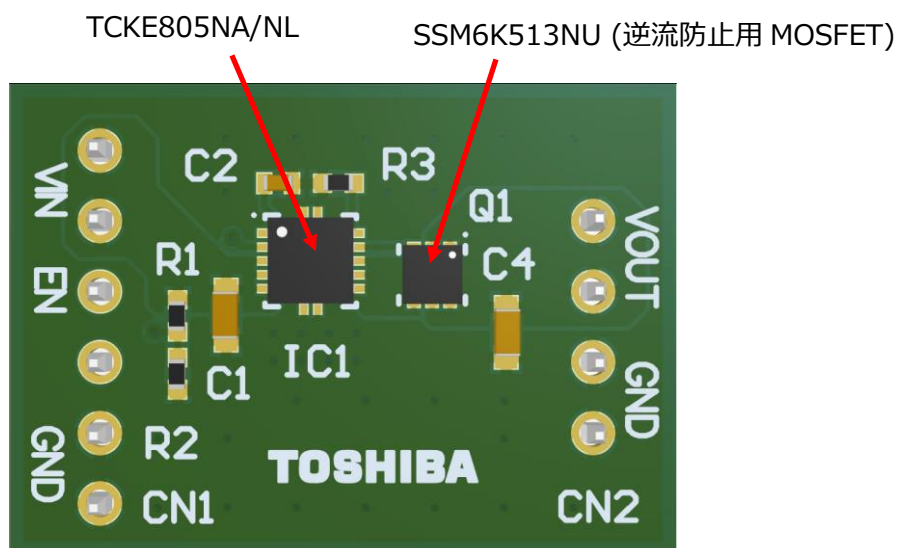 TCKE805NA/NL
SSM6K513NU (逆流防止用 MOSFET)
C2
R3
VIN
Q1
VOUT
R1
C4
EN
IC1
C1
GND
R2
GND
TOSHIBA
CN1
CN2